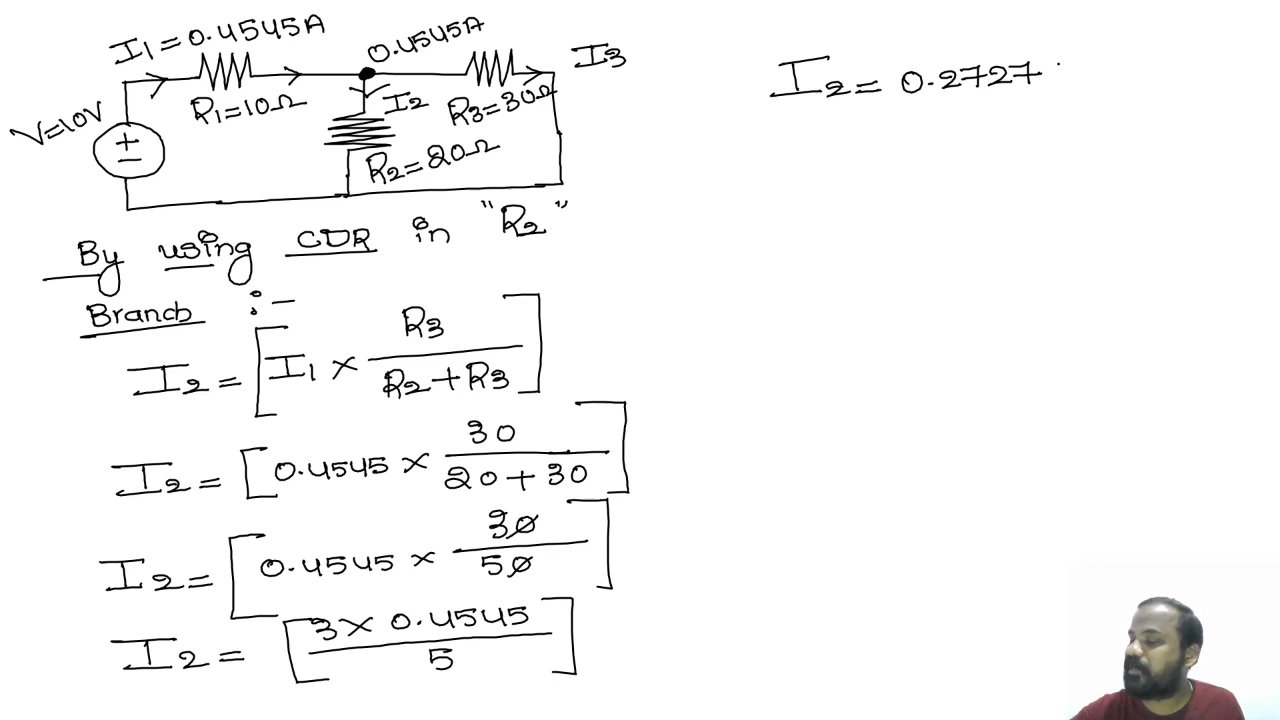 I1 = 0.4545A
0.4545A
I3
V=10V
R1=10Ω
I2
R3=30Ω
R2=20Ω
By using CDR in "R2"
Branch :-
I2 = [I1 × R3 / R2+R3]
I2 = [0.4545 × 30 / 20+30]
I2 = [0.4545 × 30 / 50]
I2 = [3 × 0.4545 / 5]
I2 = 0.2727